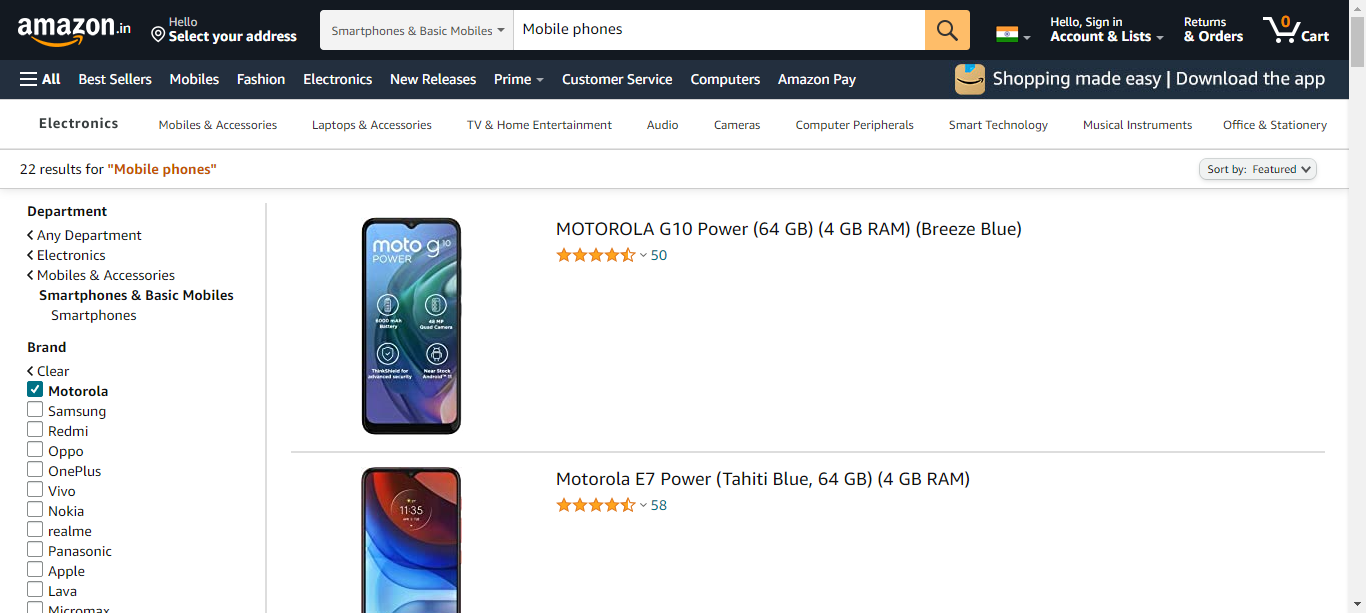 amazon.in
Hello
Select your address
Smartphones & Basic Mobiles
Mobile phones
Hello, Sign in
Account & Lists
Returns
& Orders
0
Cart
All
Best Sellers
Mobiles
Fashion
Electronics
New Releases
Prime
Customer Service
Computers
Amazon Pay
Shopping made easy | Download the app
Electronics
Mobiles & Accessories
Laptops & Accessories
TV & Home Entertainment
Audio
Cameras
Computer Peripherals
Smart Technology
Musical Instruments
Office & Stationery
22 results for "Mobile phones"
Sort by: Featured
Department
Any Department
Electronics
Mobiles & Accessories
Smartphones & Basic Mobiles
Smartphones
Brand
Clear
Motorola
Samsung
Redmi
Oppo
OnePlus
Vivo
Nokia
realme
Panasonic
Apple
Lava
Micromax
moto g10
POWER
6000 mAh
Battery
48 MP
Quad Camera
ThinkShield for
advanced security
Near Stock
Android™ 11
MOTOROLA G10 Power (64 GB) (4 GB RAM) (Breeze Blue)
50
11:35
Motorola E7 Power (Tahiti Blue, 64 GB) (4 GB RAM)
58